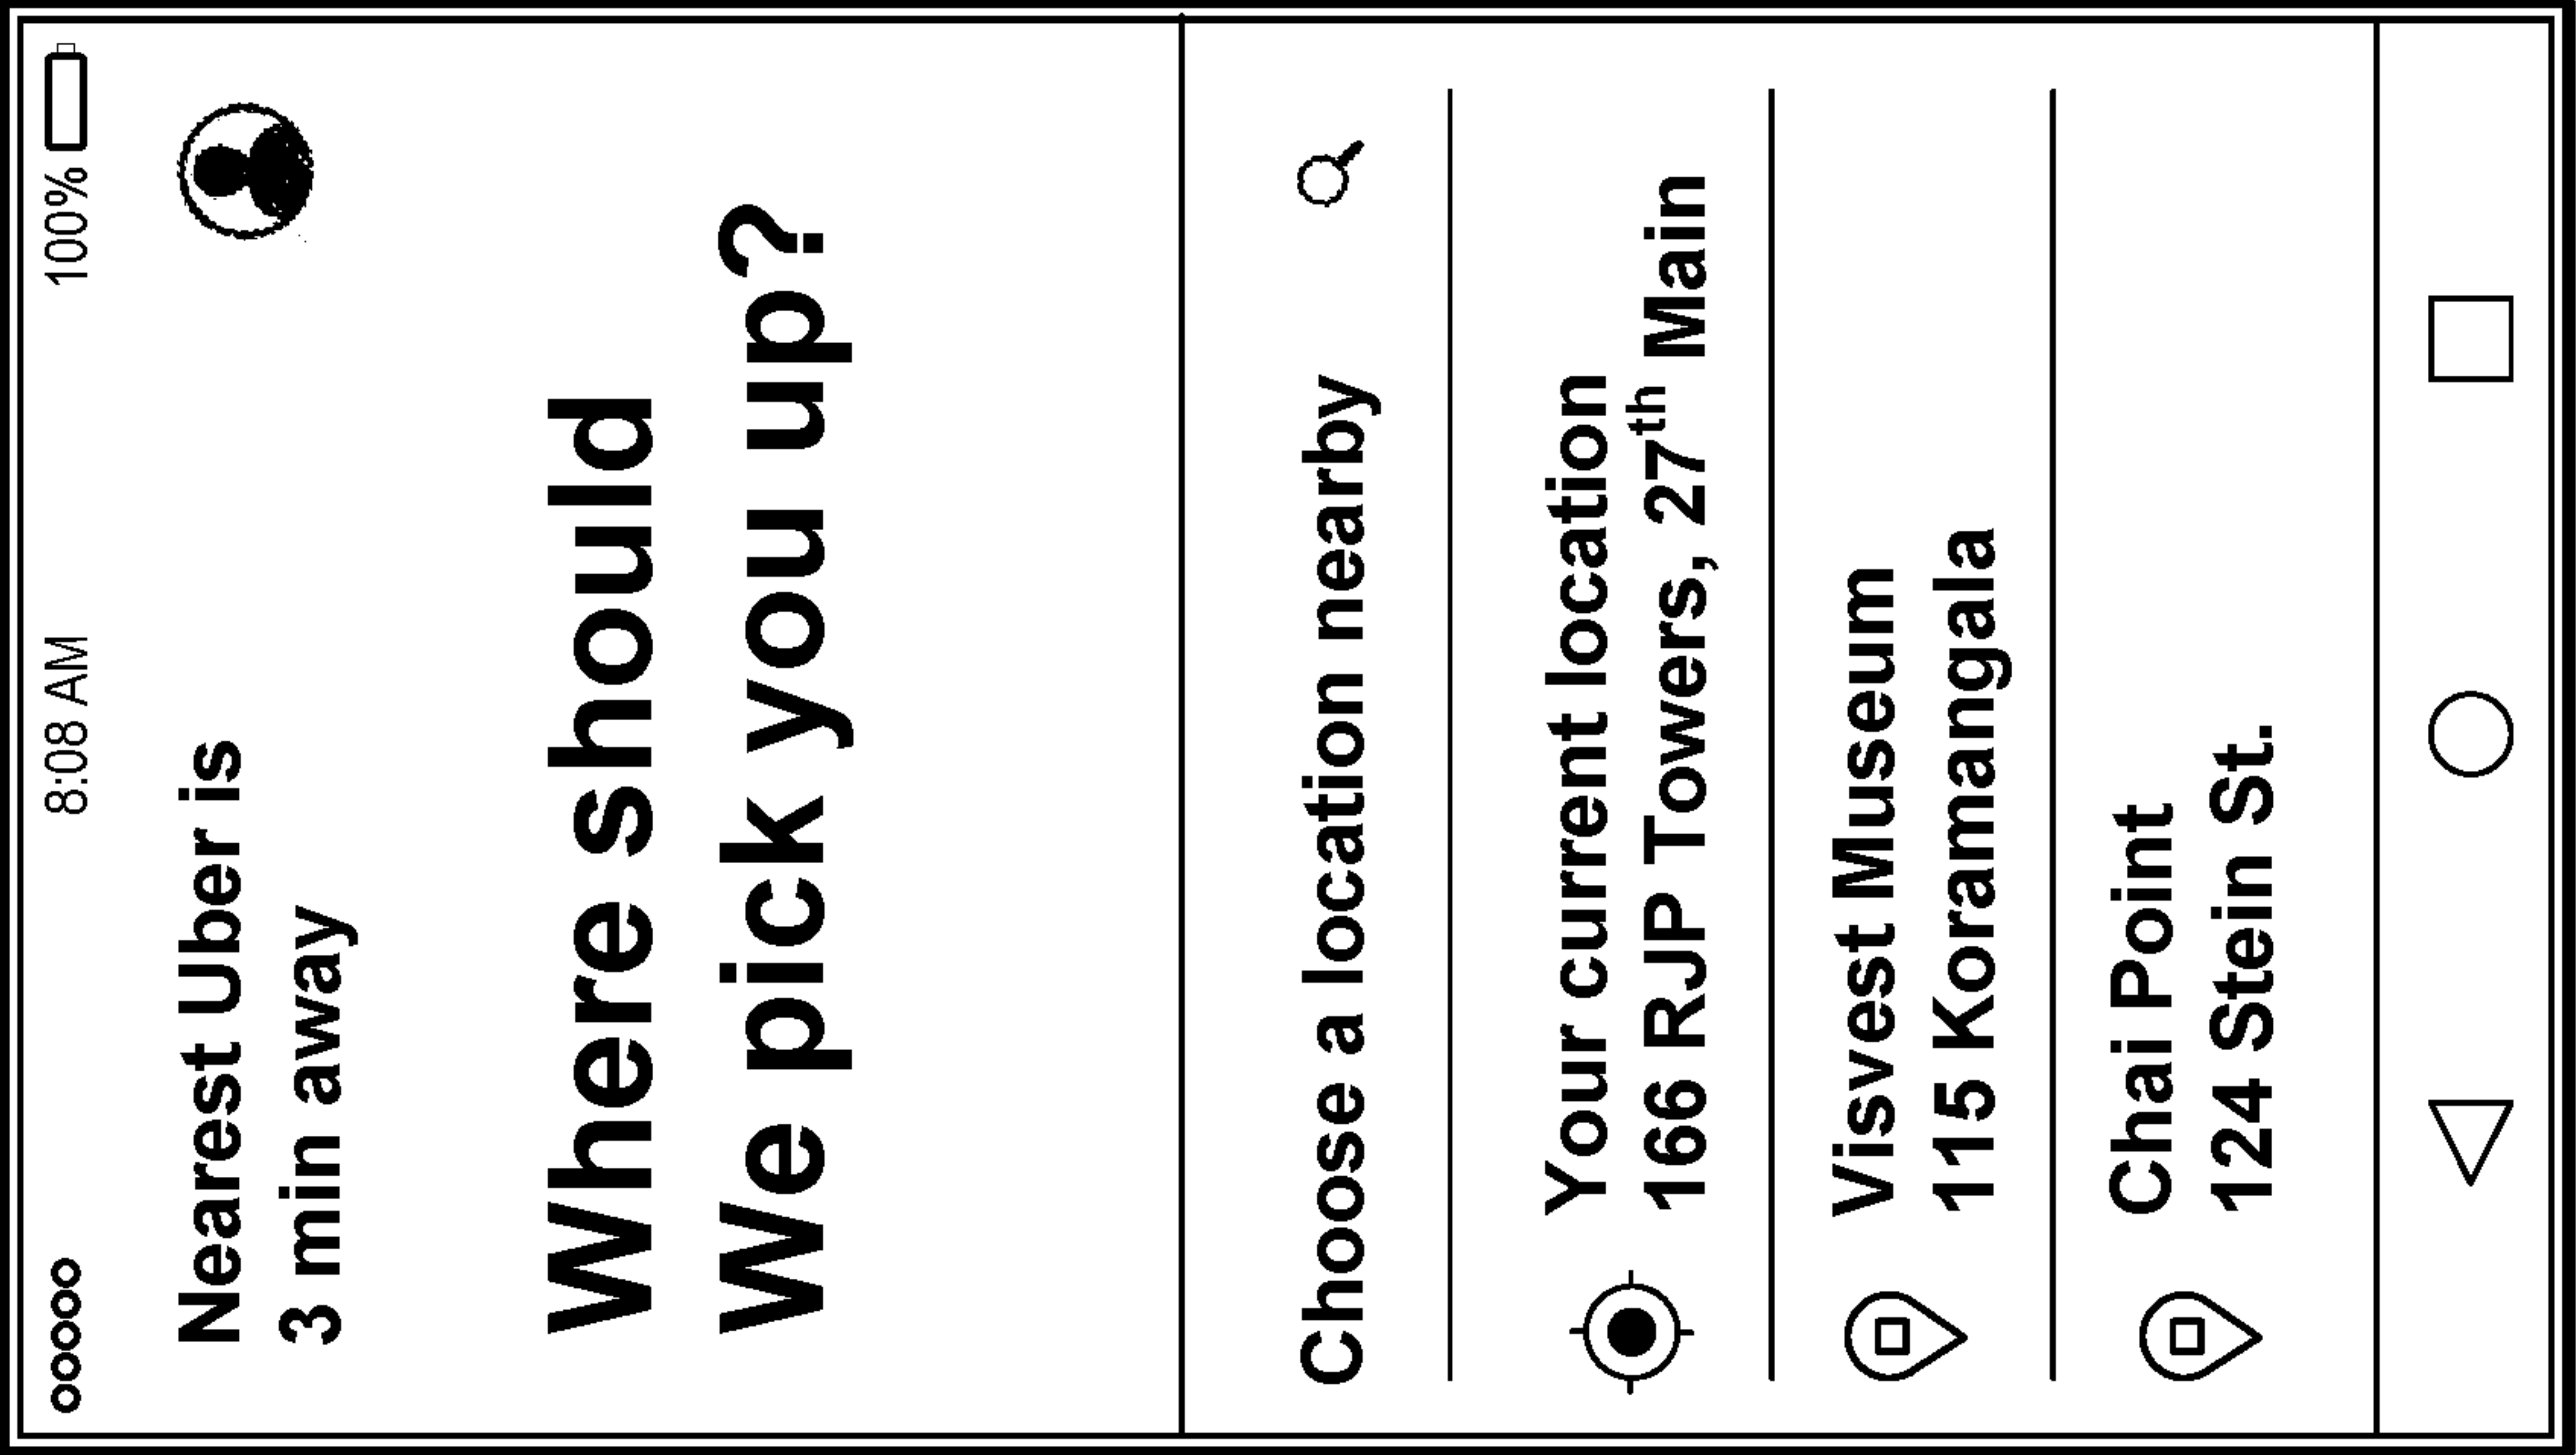 8:08 AM 100%
Nearest Uber is
3 min away
Where should
We pick you up?
Choose a location nearby
Your current location
166 RJP Towers, 27th Main
Visvest Museum
115 Koramangala
Chai Point
124 Stein St.